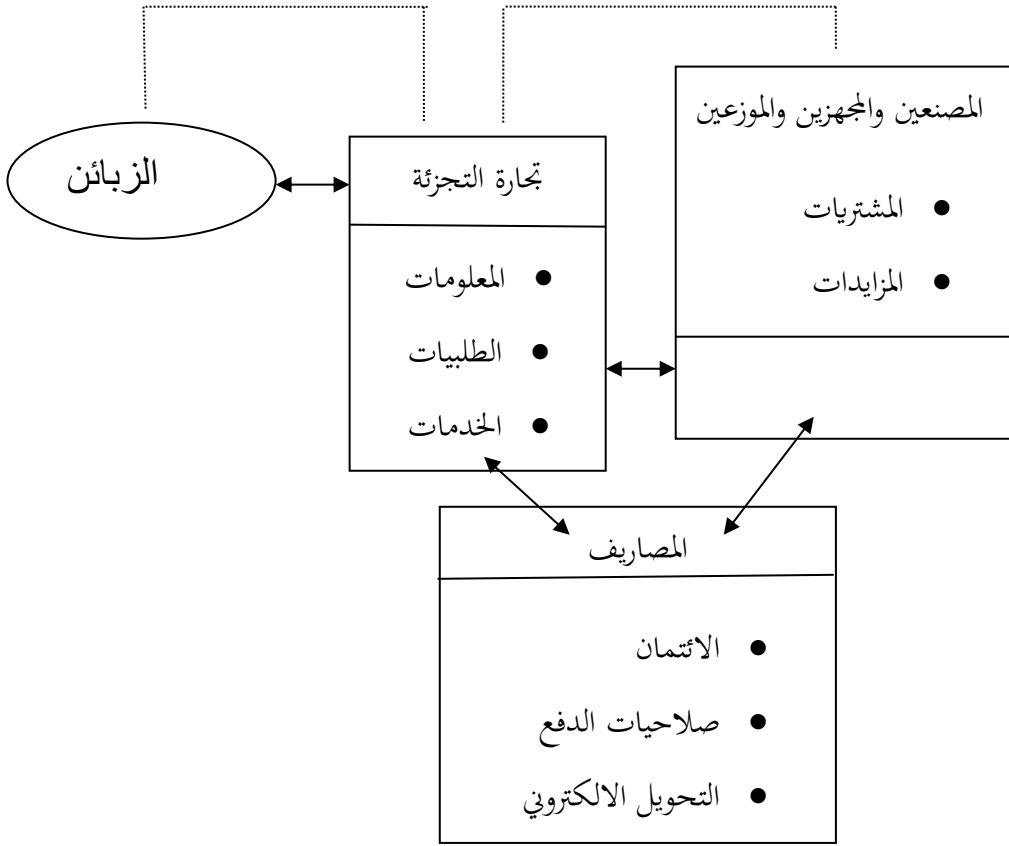 المصنعين والمجهزين والموزعين
● المشتريات
● المزايدات
تجارة التجزئة
● المعلومات
● الطلبيات
● الخدمات
الزبائن
المصاريف
● الائتمان
● صلاحيات الدفع
● التحويل الالكتروني